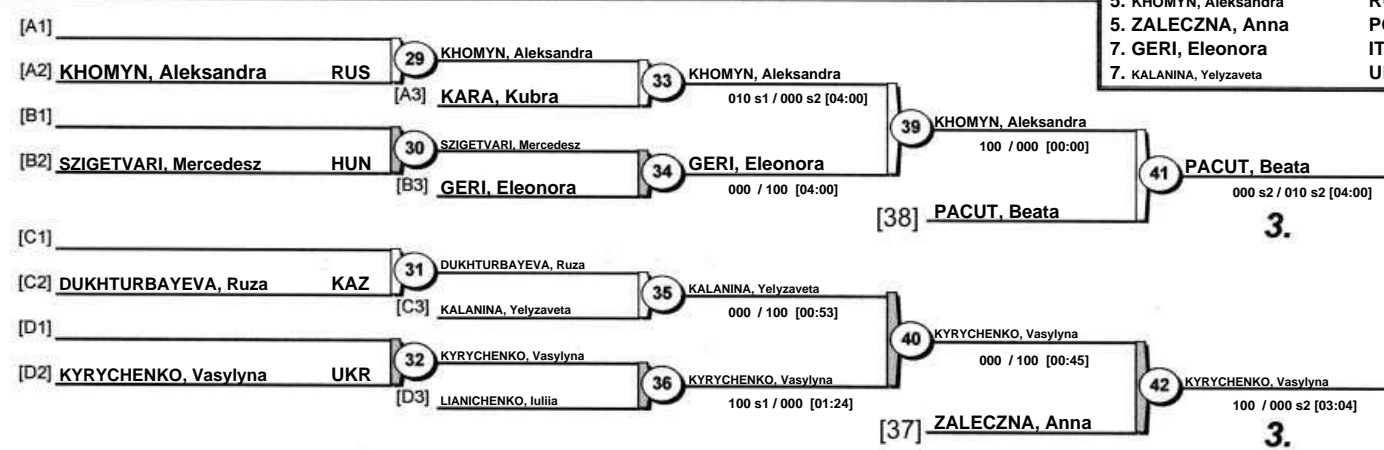 5. KHOMYN, Aleksandra
5. ZALECZNA, Anna
7. GERI, Eleonora
7. KALANINA, Yelyzaveta
[A1]
[A2] KHOMYN, Aleksandra RUS
29
KHOMYN, Aleksandra
[A3] KARA, Kubra
33
KHOMYN, Aleksandra
010 s1 / 000 s2 [04:00]
[B1]
[B2] SZIGETVARI, Mercedesz HUN
30
SZIGETVARI, Mercedesz
[B3] GERI, Eleonora
34
GERI, Eleonora
000 / 100 [04:00]
39
KHOMYN, Aleksandra
100 / 000 [00:00]
[38] PACUT, Beata
41
PACUT, Beata
000 s2 / 010 s2 [04:00]
3.
[C1]
[C2] DUKHTURBAYEVA, Ruza KAZ
31
DUKHTURBAYEVA, Ruza
[C3] KALANINA, Yelyzaveta
35
KALANINA, Yelyzaveta
000 / 100 [00:53]
[D1]
[D2] KYRYCHENKO, Vasylyna UKR
32
KYRYCHENKO, Vasylyna
[D3] LIANICHENKO, Iuliia
36
KYRYCHENKO, Vasylyna
100 s1 / 000 [01:24]
40
KYRYCHENKO, Vasylyna
000 / 100 [00:45]
[37] ZALECZNA, Anna
42
KYRYCHENKO, Vasylyna
100 / 000 s2 [03:04]
3.